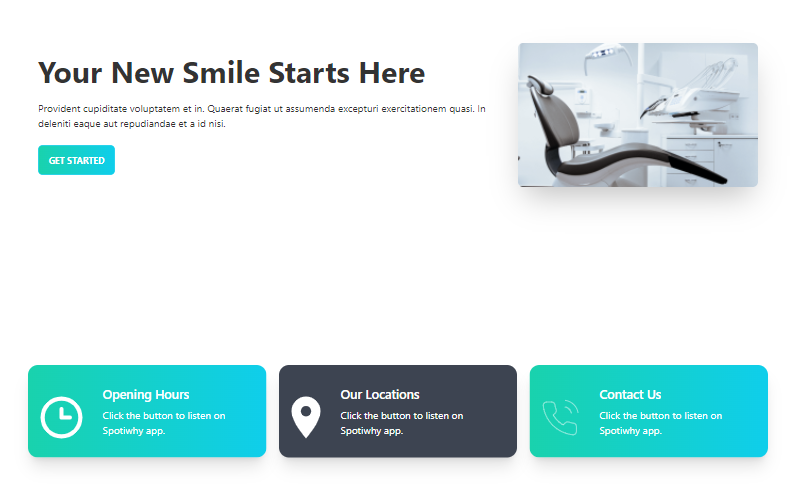 Your New Smile Starts Here
Provident cupiditate voluptatem et in. Quaerat fugiat ut assumenda excepturi exercitationem quasi. In
deleniti eaque aut repudiandae et a id nisi.
GET STARTED
Opening Hours
Click the button to listen on
Spotiwhy app.
Our Locations
Click the button to listen on
Spotiwhy app.
Contact Us
Click the button to listen on
Spotiwhy app.